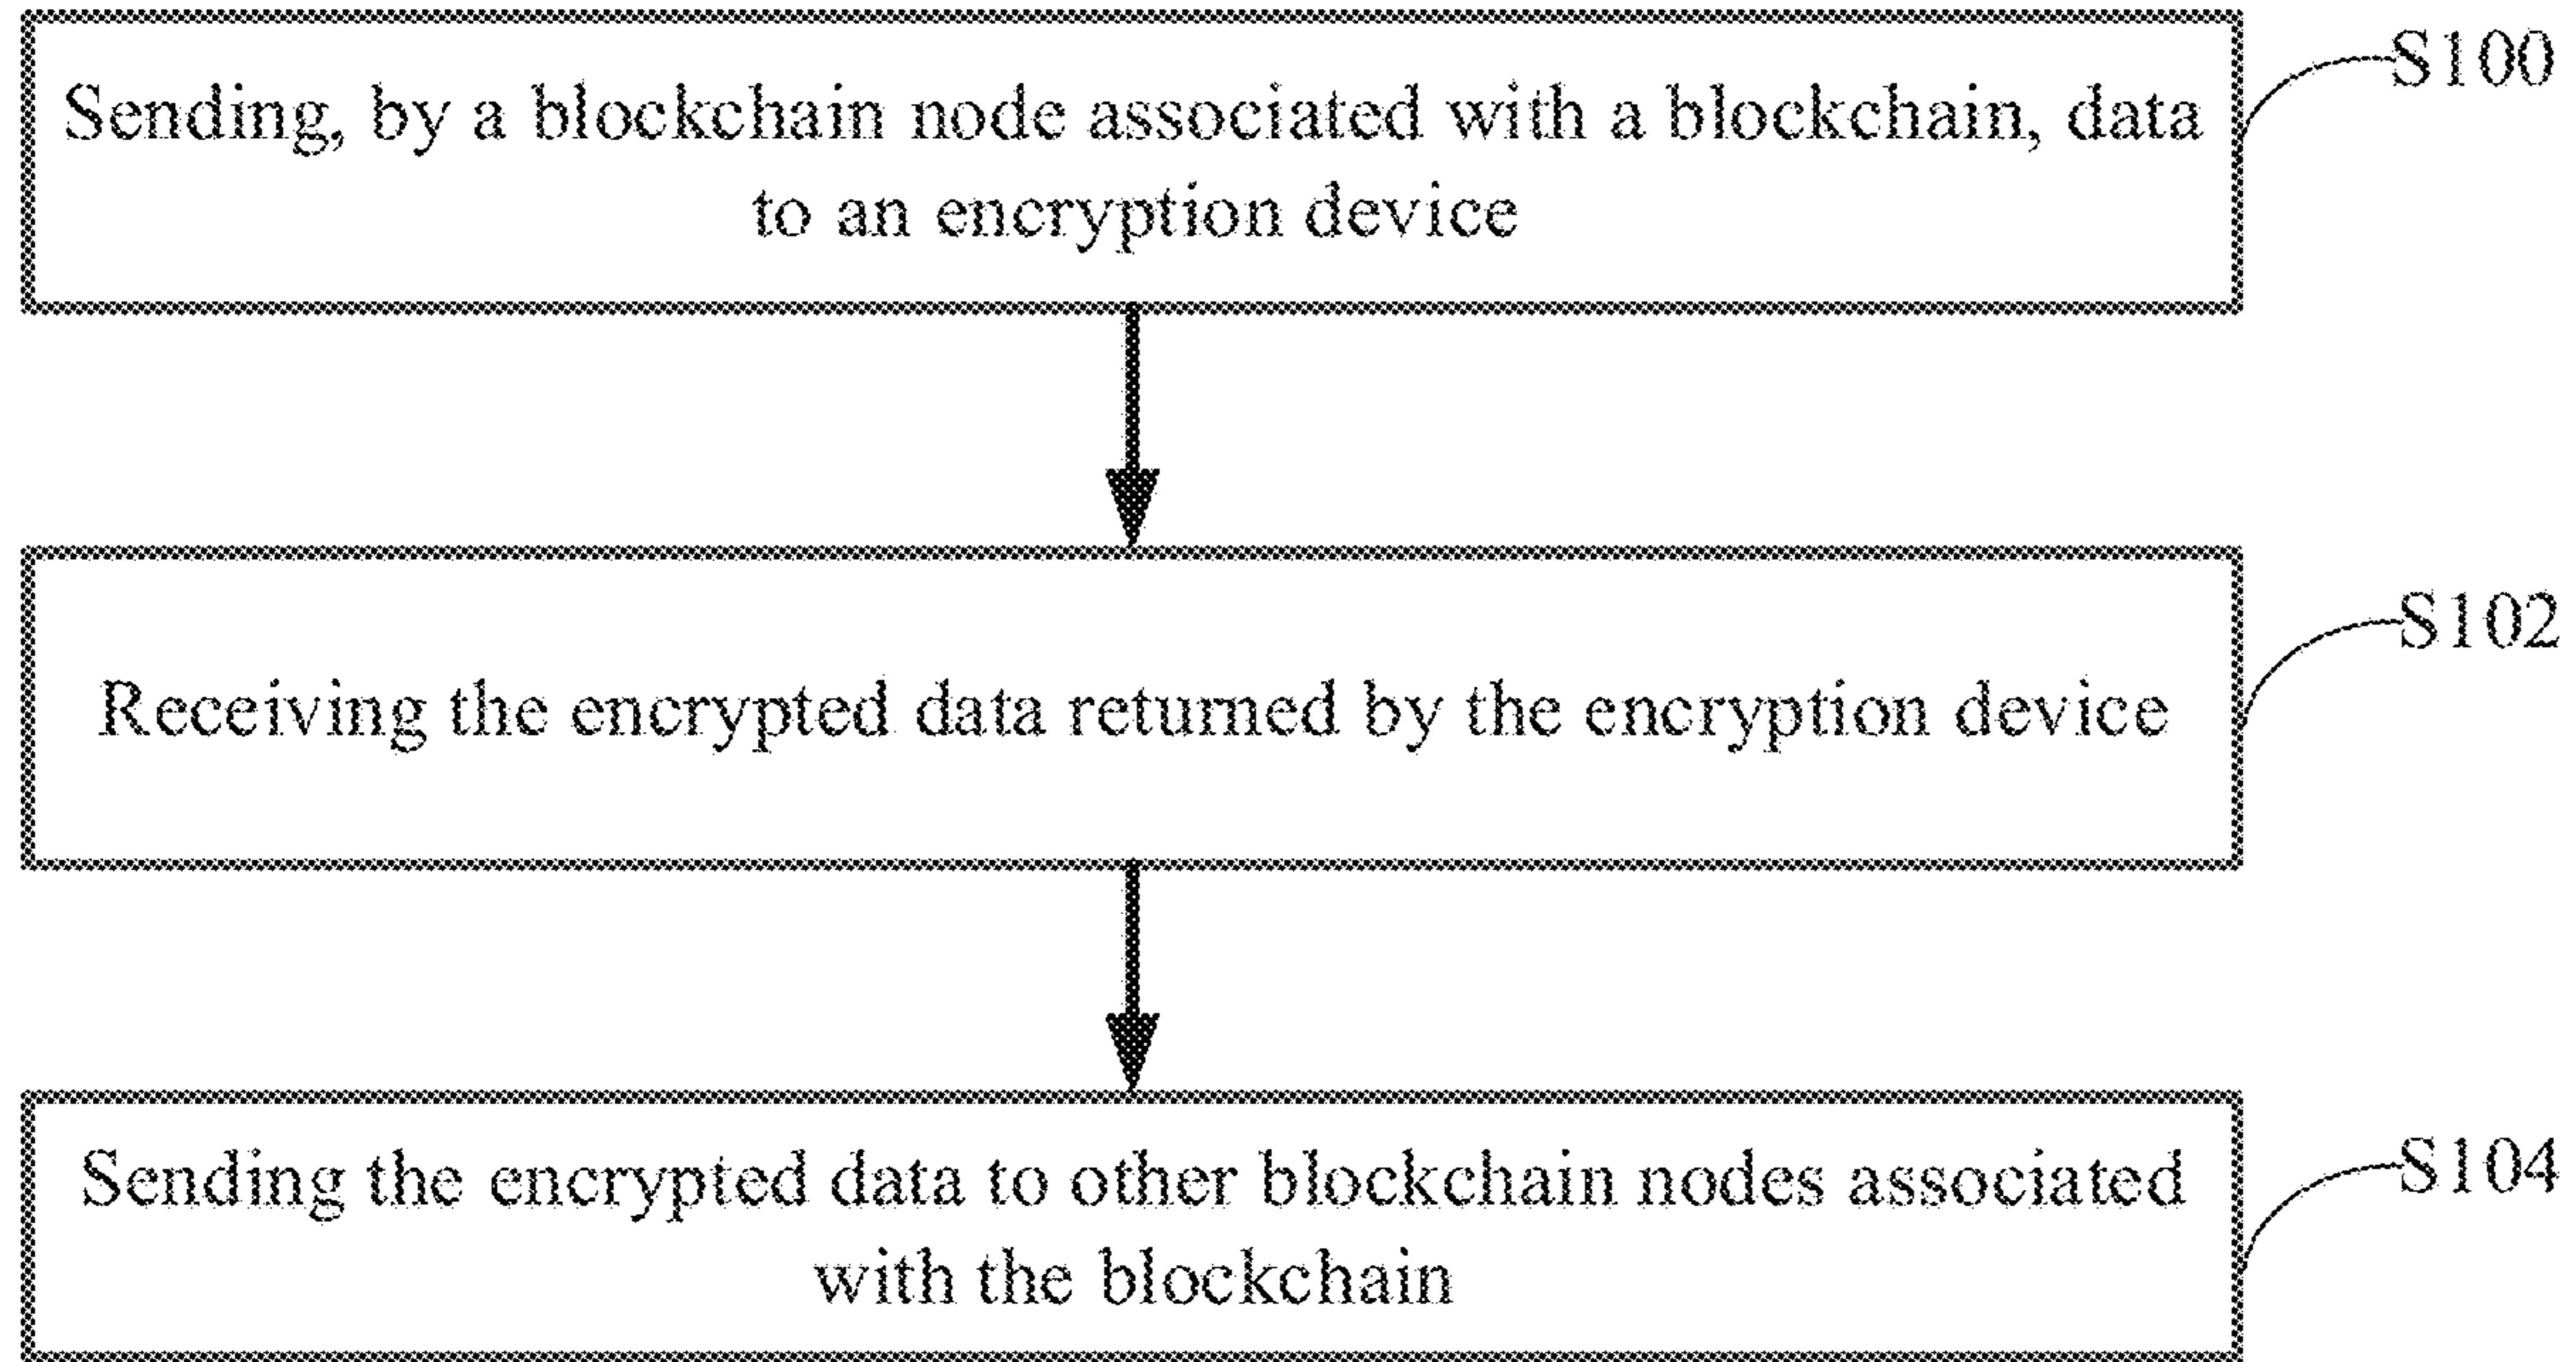 S100
Sending, by a blockchain node associated with a blockchain, data
to an encryption device
S102
Receiving the encrypted data returned by the encryption device
S104
Sending the encrypted data to other blockchain nodes associated
with the blockchain